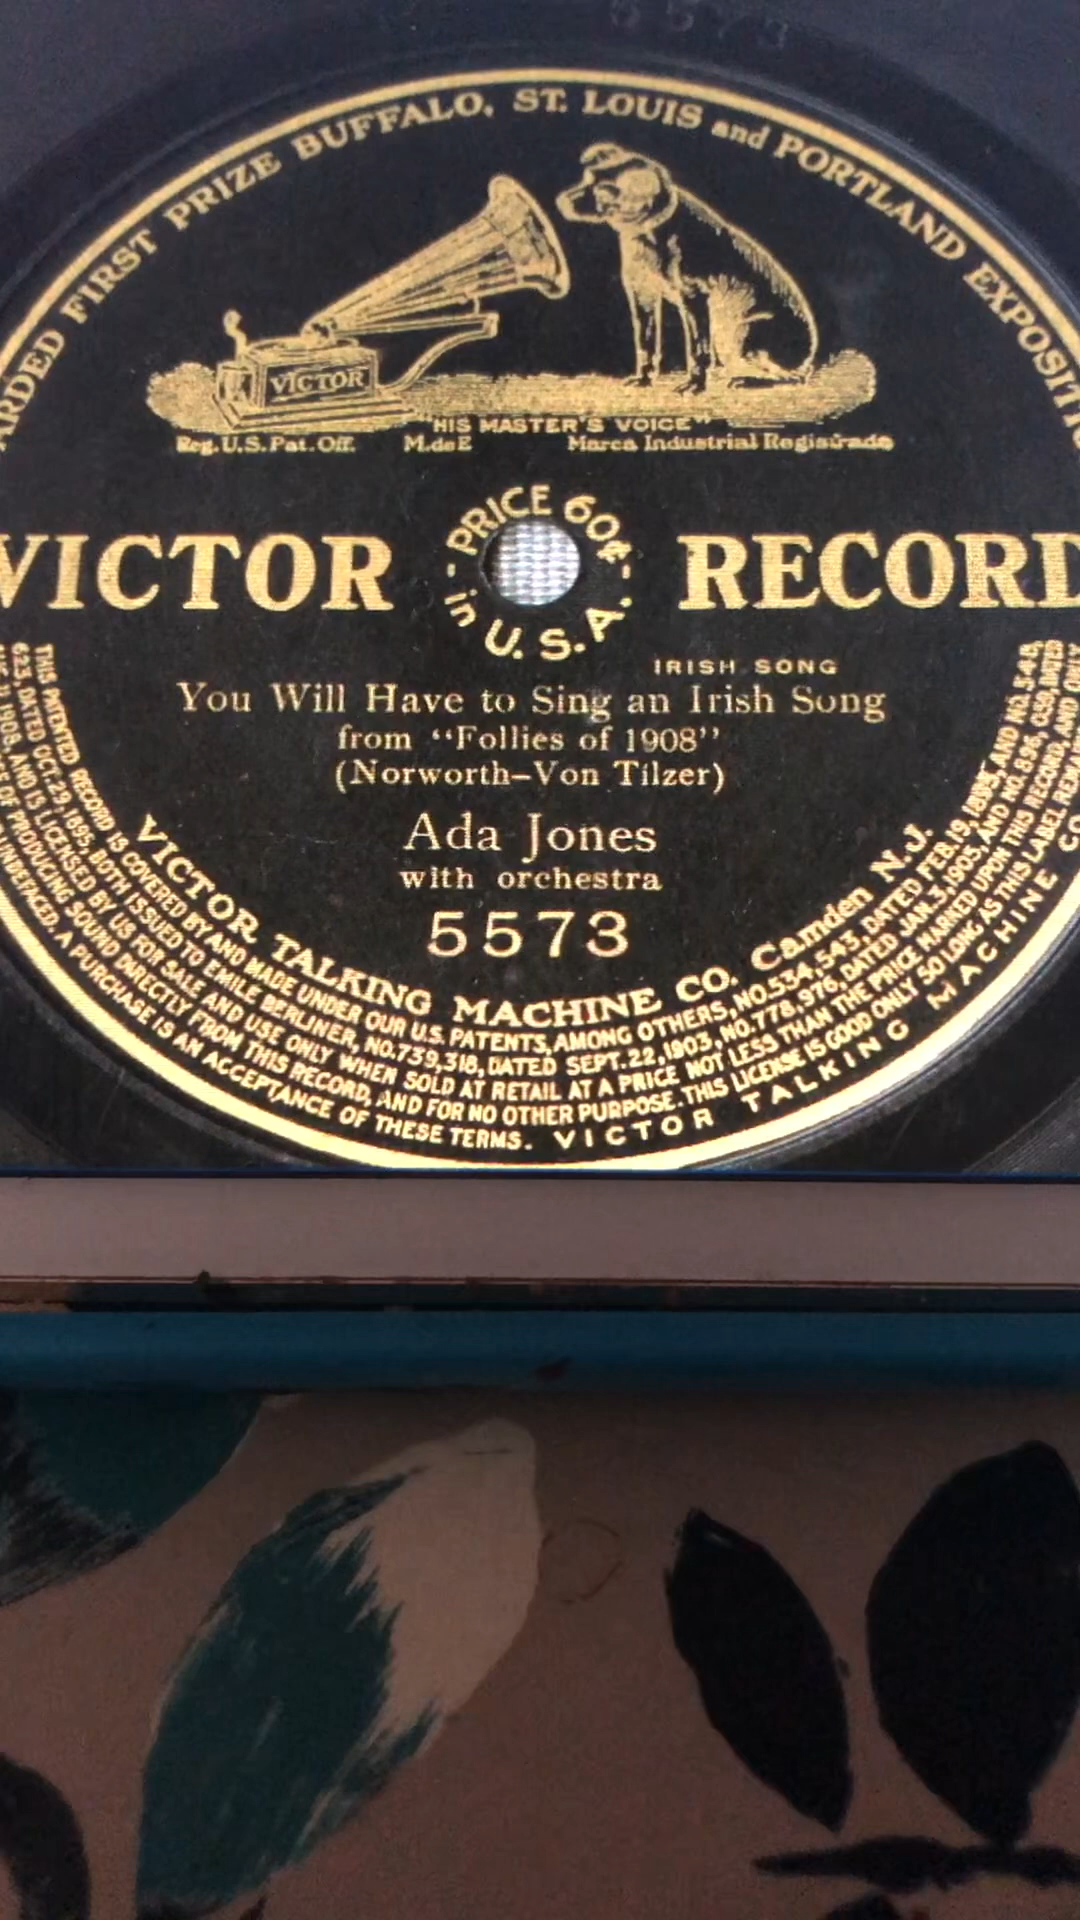 5573
ARDED FIRST PRIZE BUFFALO, ST. LOUIS and PORTLAND EXPOSITIO
VICTOR
"HIS MASTER'S VOICE"
Reg. U.S. Pat. Off. M. de E Marca Industrial Registrada
PRICE 60¢
in U.S.A.
VICTOR RECORD
IRISH SONG
You Will Have to Sing an Irish Song
from “Follies of 1908”
(Norworth–Von Tilzer)
Ada Jones
with orchestra
5573
VICTOR TALKING MACHINE CO. Camden N.J.
THIS PATENTED RECORD IS COVERED BY AND MADE UNDER OUR U.S. PATENTS, AMONG OTHERS, NO. 534,543, DATED FEB. 19, 1895, AND NO. 548,
623, DATED OCT. 29, 1895, BOTH ISSUED TO EMILE BERLINER, NO. 739,318, DATED SEPT. 22, 1903, NO. 778,976, DATED JAN. 3, 1905, AND NO. 896, 059, DATED
1908, AND IS LICENSED BY US FOR SALE AND USE ONLY WHEN SOLD AT RETAIL AT A PRICE NOT LESS THAN THE PRICE MARKED UPON THIS RECORD, AND ONLY
OF PRODUCING SOUND DIRECTLY FROM THIS RECORD, AND FOR NO OTHER PURPOSE. THIS LICENSE IS GOOD ONLY SO LONG AS THIS LABEL
UNDEFACED. A PURCHASE IS AN ACCEPTANCE OF THESE TERMS. VICTOR TALKING MACHINE CO.